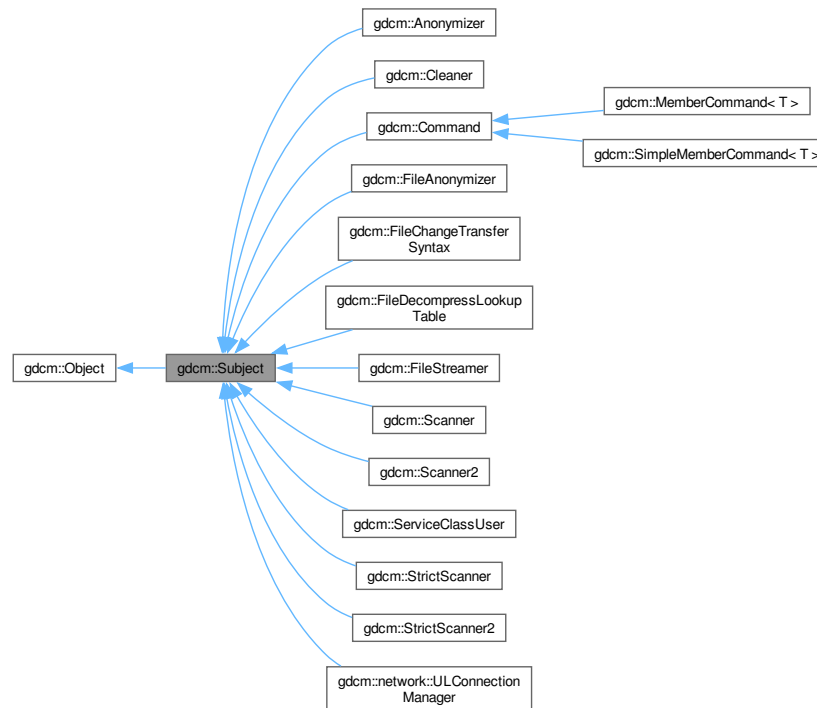 gdcm::Anonymizer
gdcm::Cleaner
gdcm::MemberCommand< T >
gdcm::Command
gdcm::SimpleMemberCommand< T >
gdcm::FileAnonymizer
gdcm::FileChangeTransfer
Syntax
gdcm::FileDecompressLookup
Table
gdcm::Object
gdcm::Subject
gdcm::FileStreamer
gdcm::Scanner
gdcm::Scanner2
gdcm::ServiceClassUser
gdcm::StrictScanner
gdcm::StrictScanner2
gdcm::network::ULConnection
Manager